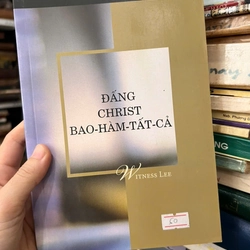 ĐẤNG
CHRIST
BAO-HÀM-TẤT-CẢ
WITNESS LEE